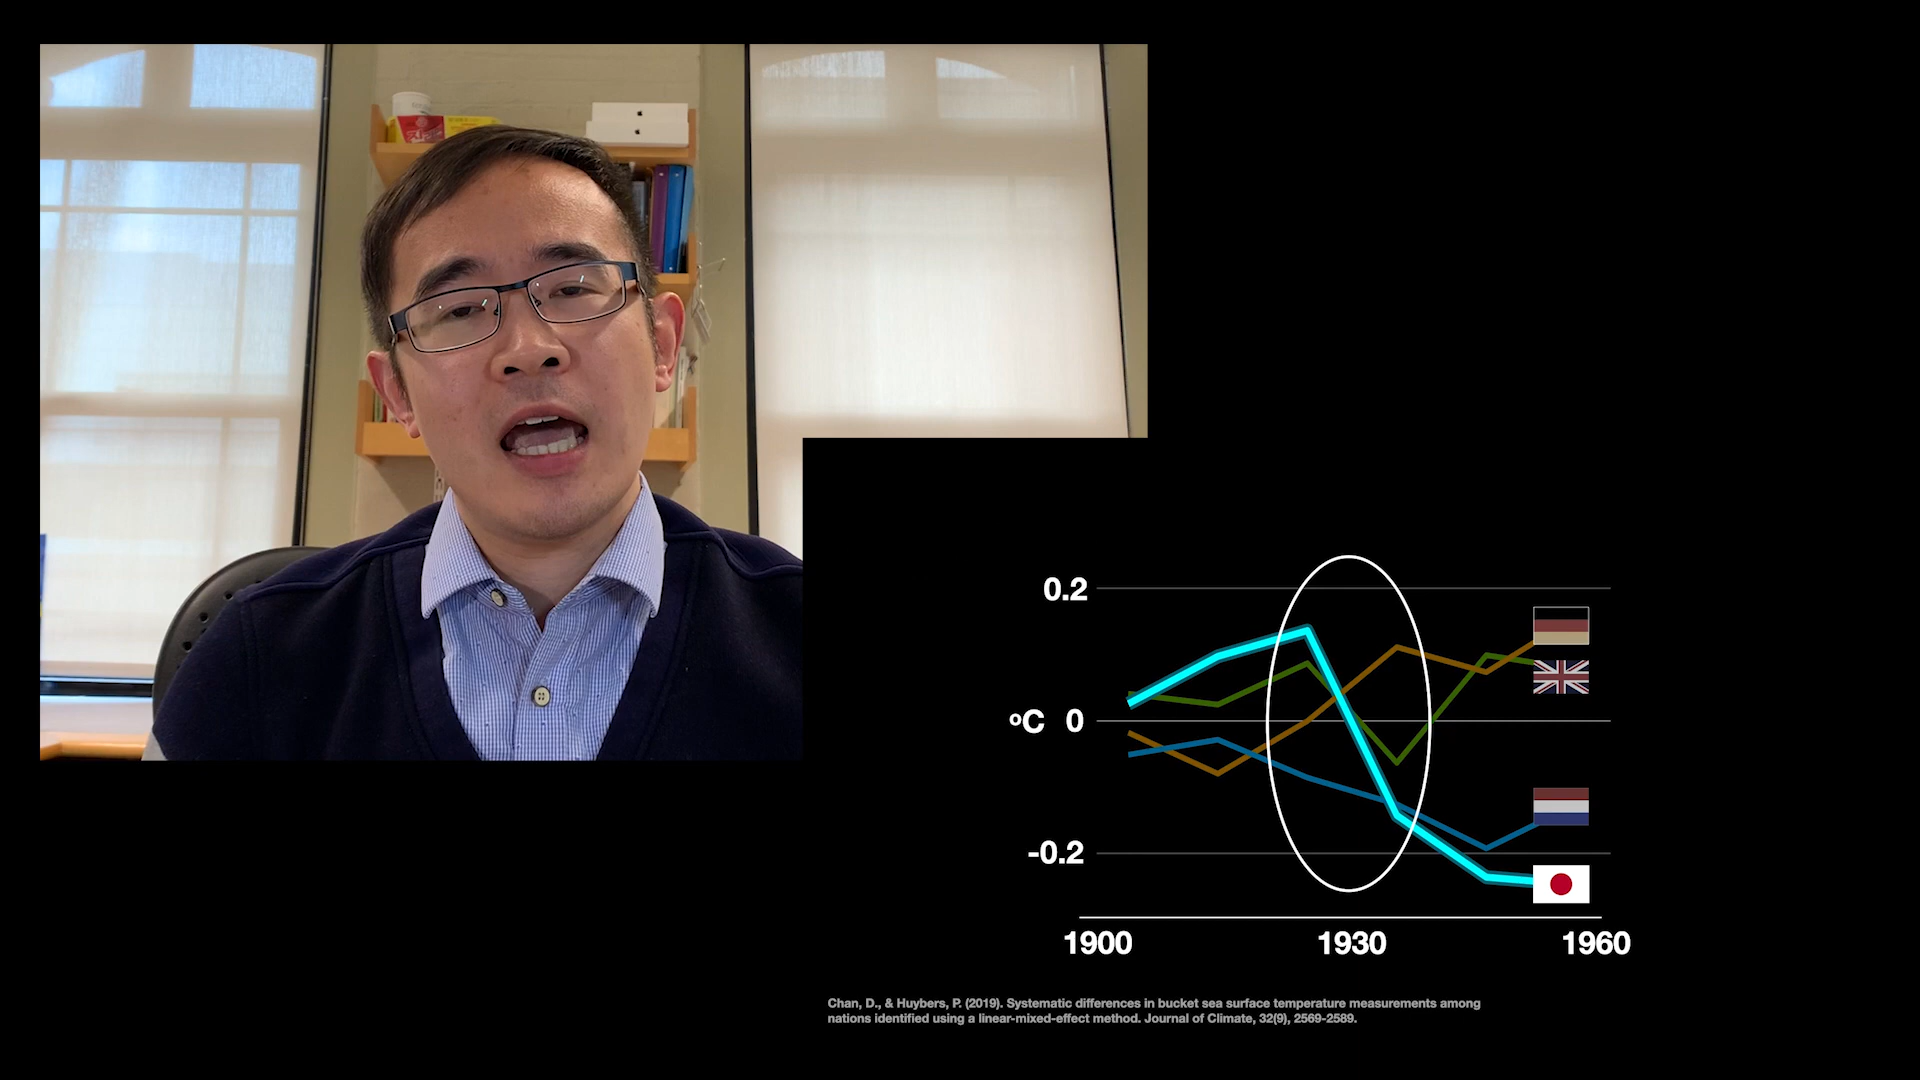 0.2
ºC 0
-0.2
1900 1930 1960
Chan, D., & Huybers, P. (2019). Systematic differences in bucket sea surface temperature measurements among
nations identified using a linear-mixed-effect method. Journal of Climate, 32(9), 2569-2589.